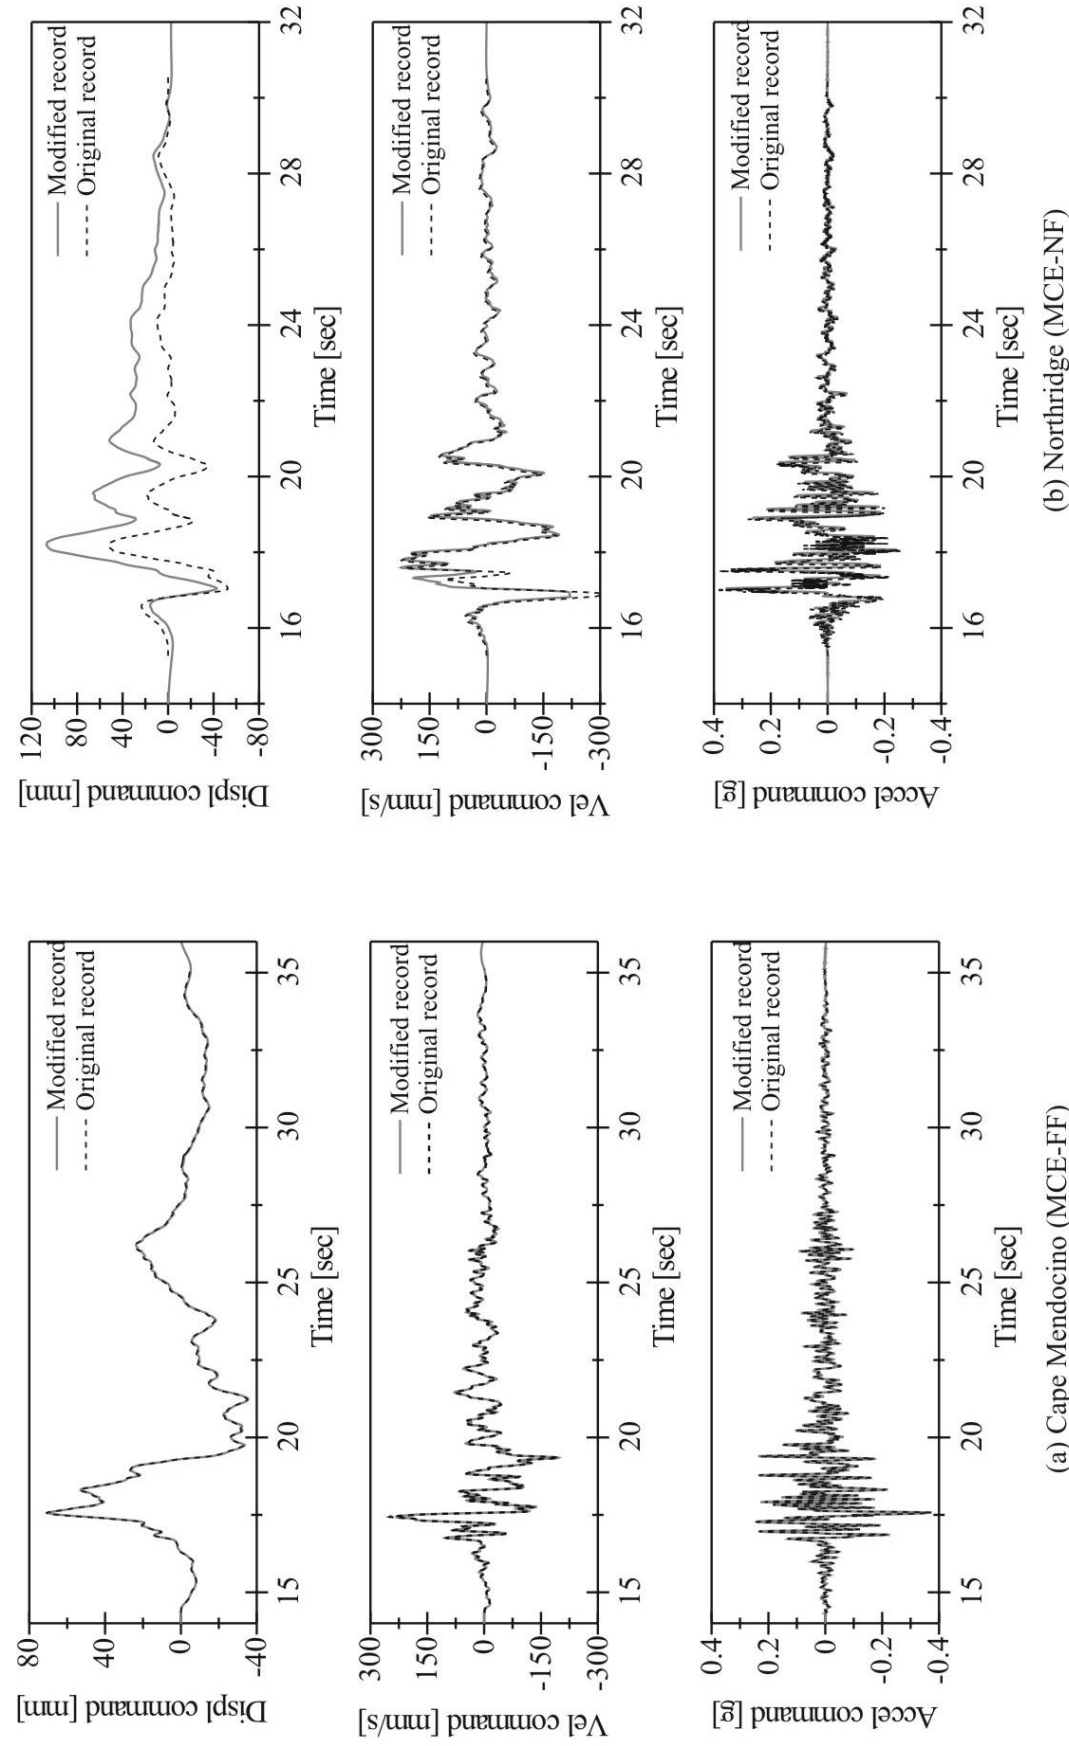 80
40
0
-40
Displ command [mm]
15
20
25
30
35
Time [sec]
Modified record
Original record
300
150
0
-150
-300
Vel command [mm/s]
15
20
25
30
35
Time [sec]
Modified record
Original record
0.4
0.2
0
-0.2
-0.4
Accel command [g]
15
20
25
30
35
Time [sec]
Modified record
Original record
(a) Cape Mendocino (MCE-FF)
120
80
40
0
-40
-80
Displ command [mm]
16
20
24
28
32
Time [sec]
Modified record
Original record
300
150
0
-150
-300
Vel command [mm/s]
16
20
24
28
32
Time [sec]
Modified record
Original record
0.4
0.2
0
-0.2
-0.4
Accel command [g]
16
20
24
28
32
Time [sec]
Modified record
Original record
(b) Northridge (MCE-NF)